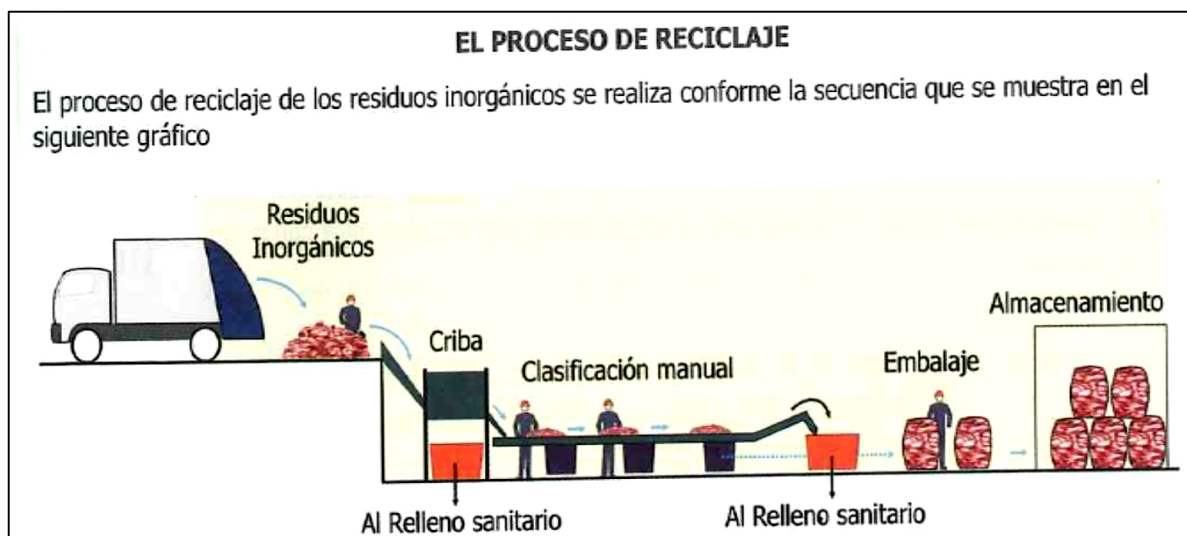 EL PROCESO DE RECICLAJE
El proceso de reciclaje de los residuos inorgánicos se realiza conforme la secuencia que se muestra en el
siguiente gráfico
Residuos
Inorgánicos
Criba
Clasificación manual
Embalaje
Almacenamiento
Al Relleno sanitario
Al Relleno sanitario